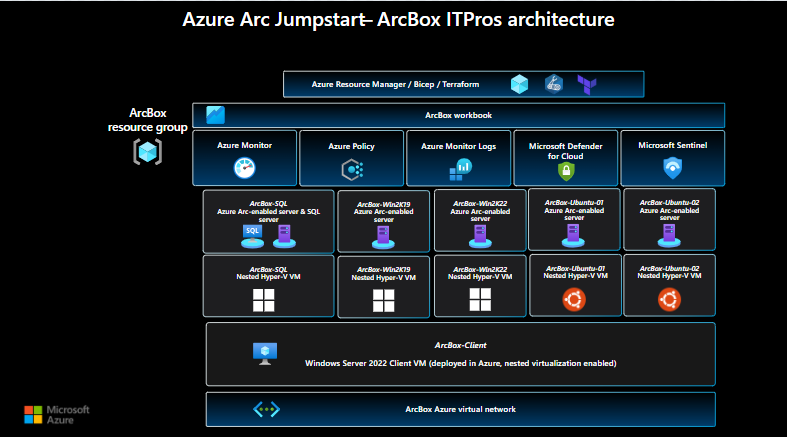 Azure Arc Jumpstart– ArcBox ITPros architecture
Azure Resource Manager / Bicep / Terraform
ArcBox
resource group
ArcBox workbook
Azure Monitor
Azure Policy
Azure Monitor Logs
Microsoft Defender
for Cloud
Microsoft Sentinel
ArcBox-SQL
Azure Arc-enabled server & SQL
server
SQL
ArcBox-Win2K19
Azure Arc-enabled
server
ArcBox-Win2K22
Azure Arc-enabled
server
ArcBox-Ubuntu-01
Azure Arc-enabled
server
ArcBox-Ubuntu-02
Azure Arc-enabled
server
ArcBox-SQL
Nested Hyper-V VM
ArcBox-Win2K19
Nested Hyper-V VM
ArcBox-Win2K22
Nested Hyper-V VM
ArcBox-Ubuntu-01
Nested Hyper-V VM
ArcBox-Ubuntu-02
Nested Hyper-V VM
ArcBox-Client
Windows Server 2022 Client VM (deployed in Azure, nested virtualization enabled)
ArcBox Azure virtual network
Microsoft
Azure